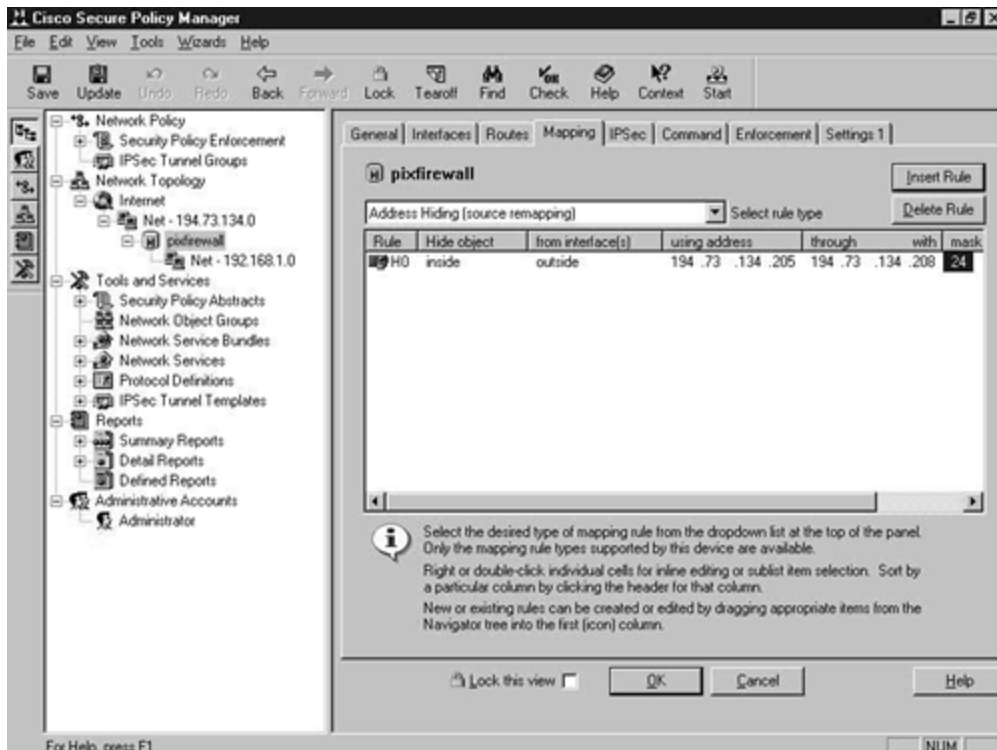 Cisco Secure Policy Manager
File Edit View Tools Wizards Help
Save Update Undo Redo Back Forward Lock Tearoff Find Check Help Context Start
Network Policy
Security Policy Enforcement
IPSec Tunnel Groups
Network Topology
Internet
Net - 194.73.134.0
pixfirewall
Net - 192.168.1.0
Tools and Services
Security Policy Abstracts
Network Object Groups
Network Service Bundles
Network Services
Protocol Definitions
IPSec Tunnel Templates
Reports
Summary Reports
Detail Reports
Defined Reports
Administrative Accounts
Administrator
General Interfaces Routes Mapping IPSec Command Enforcement Settings 1
pixfirewall
Insert Rule
Address Hiding (source remapping) Select rule type Delete Rule
Rule Hide object from interface(s) using address through with mask
H0 inside outside 194 .73 .134 .205 194 .73 .134 .208 24
Select the desired type of mapping rule from the dropdown list at the top of the panel.
Only the mapping rule types supported by this device are available.
Right or double-click individual cells for inline editing or sublist item selection. Sort by
a particular column by clicking the header for that column.
New or existing rules can be created or edited by dragging appropriate items from the
Navigator tree into the first (icon) column.
Lock this view OK Cancel Help
For Help, press F1 NUM